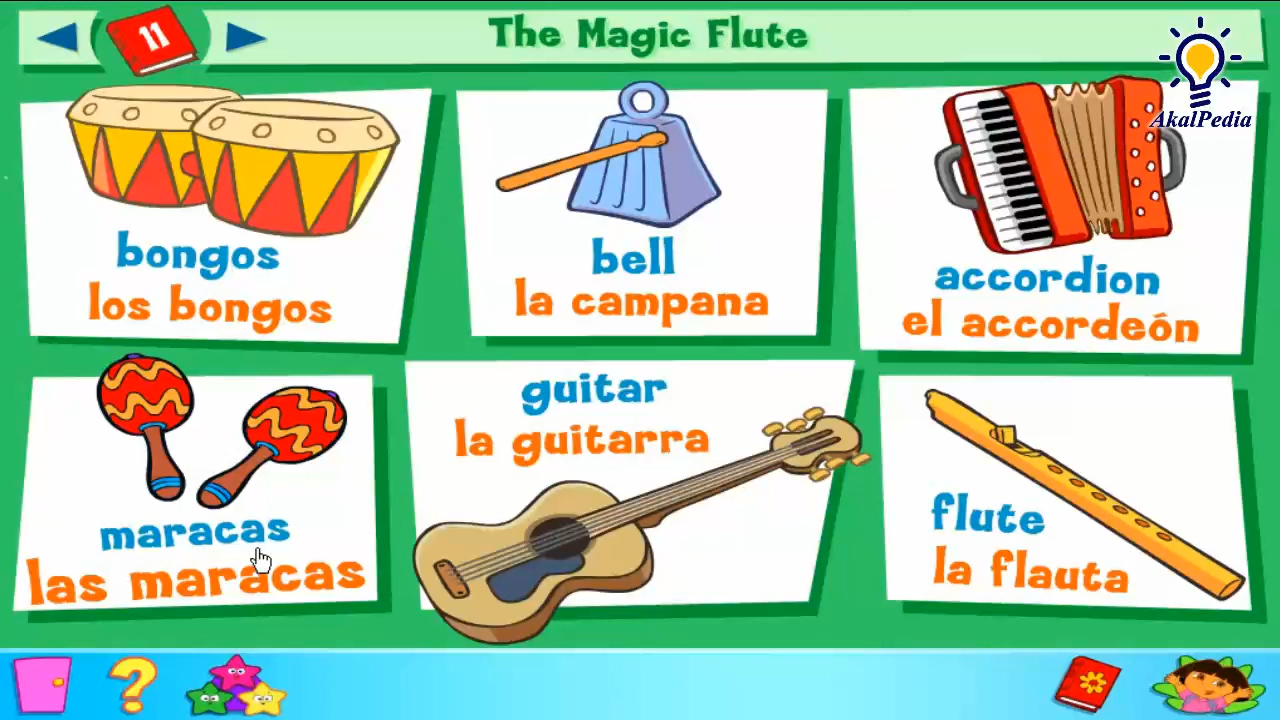 11
The Magic Flute
AkalPedia
bongos
los bongos
bell
la campana
accordion
el accordeón
maracas
las maracas
guitar
la guitarra
flute
la flauta
?